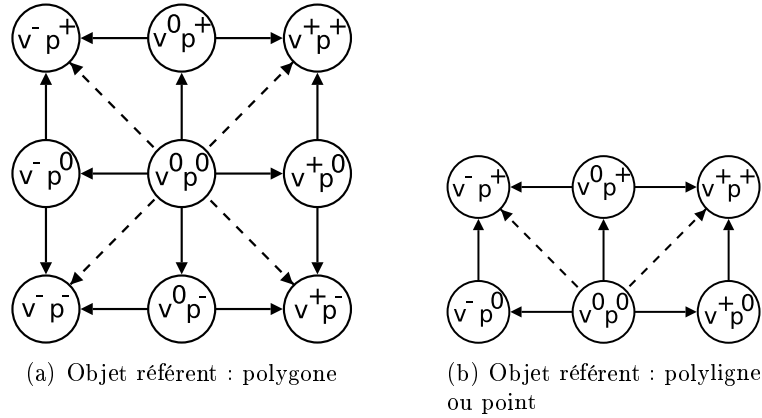 v⁻p⁺ v⁰p⁺ v⁺p⁺
v⁻p⁰ v⁰p⁰ v⁺p⁰
v⁻p⁻ v⁰p⁻ v⁺p⁻
(a) Objet référent : polygone
v⁻p⁺ v⁰p⁺ v⁺p⁺
v⁻p⁰ v⁰p⁰ v⁺p⁰
(b) Objet référent : polyligne
ou point